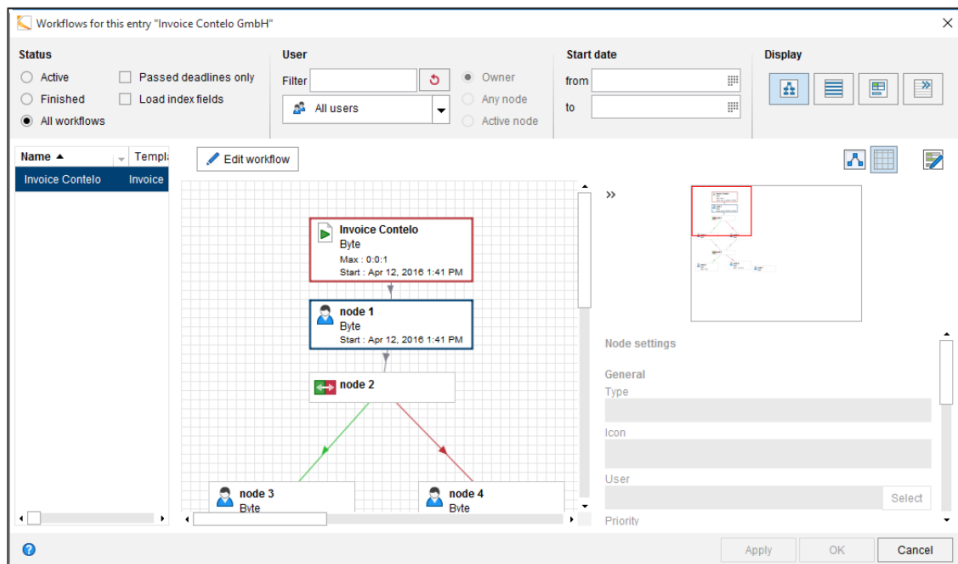 Workflows for this entry "Invoice Contelo GmbH"
Status
Active
Passed deadlines only
Finished
Load index fields
All workflows
User
Filter
Owner
All users
Any node
Active node
Start date
from
to
Display
Name
Templa
Invoice Contelo
Invoice
Edit workflow
Invoice Contelo
Byte
Max : 0:0:1
Start : Apr 12, 2016 1:41 PM
node 1
Byte
Start : Apr 12, 2016 1:41 PM
node 2
node 3
Byte
node 4
Byte
Node settings
General
Type
Icon
User
Select
Priority
Apply
OK
Cancel